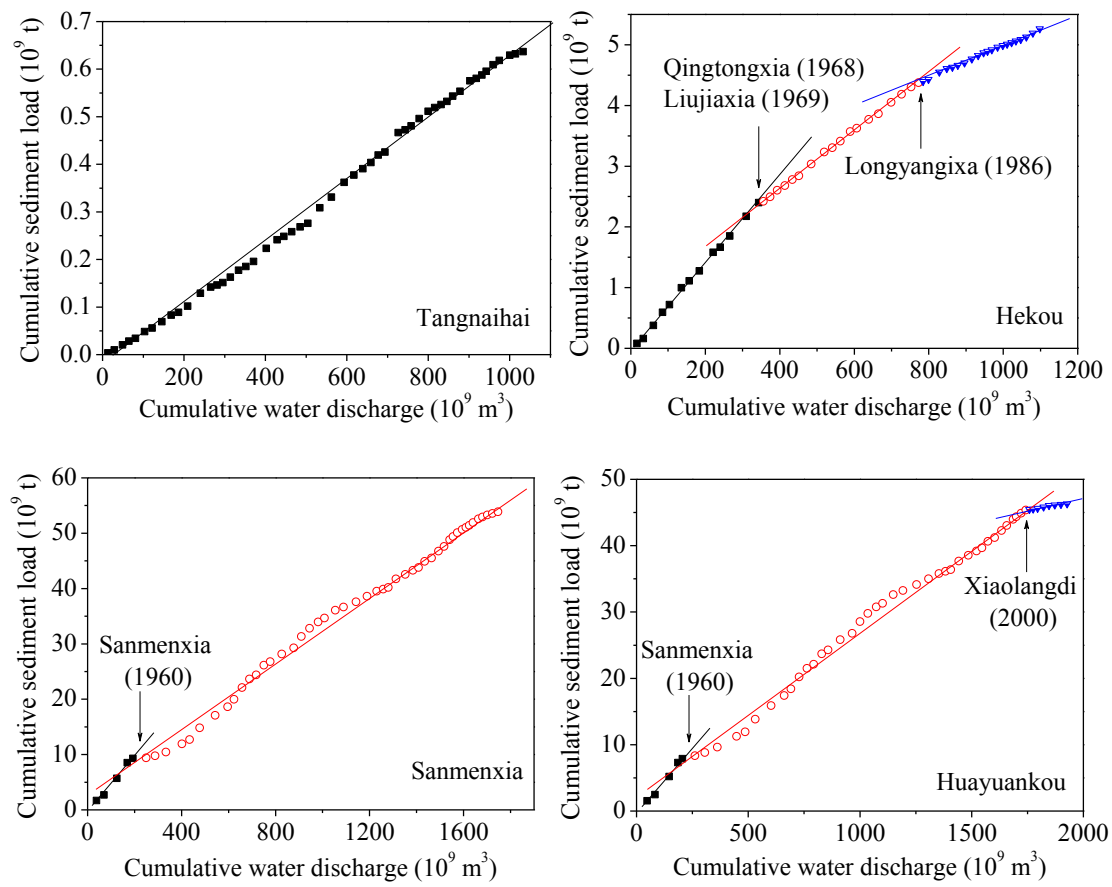 0.7
0.6
0.5
0.4
0.3
0.2
0.1
0.0
0 200 400 600 800 1000
Cumulative sediment load (10⁹ t)
Cumulative water discharge (10⁹ m³)
Tangnaihai
5
4
3
2
1
0
0 200 400 600 800 1000 1200
Cumulative sediment load (10⁹ t)
Cumulative water discharge (10⁹ m³)
Qingtongxia (1968)
Liujiaxia (1969)
Longyangixa (1986)
Hekou
60
50
40
30
20
10
0
0 400 800 1200 1600
Cumulative sediment load (10⁹ t)
Cumulative water discharge (10⁹ m³)
Sanmenxia
(1960)
Sanmenxia
50
40
30
20
10
0
0 500 1000 1500 2000
Cumulative sediment load (10⁹ t)
Cumulative water discharge (10⁹ m³)
Xiaolangdi
(2000)
Sanmenxia
(1960)
Huayuankou